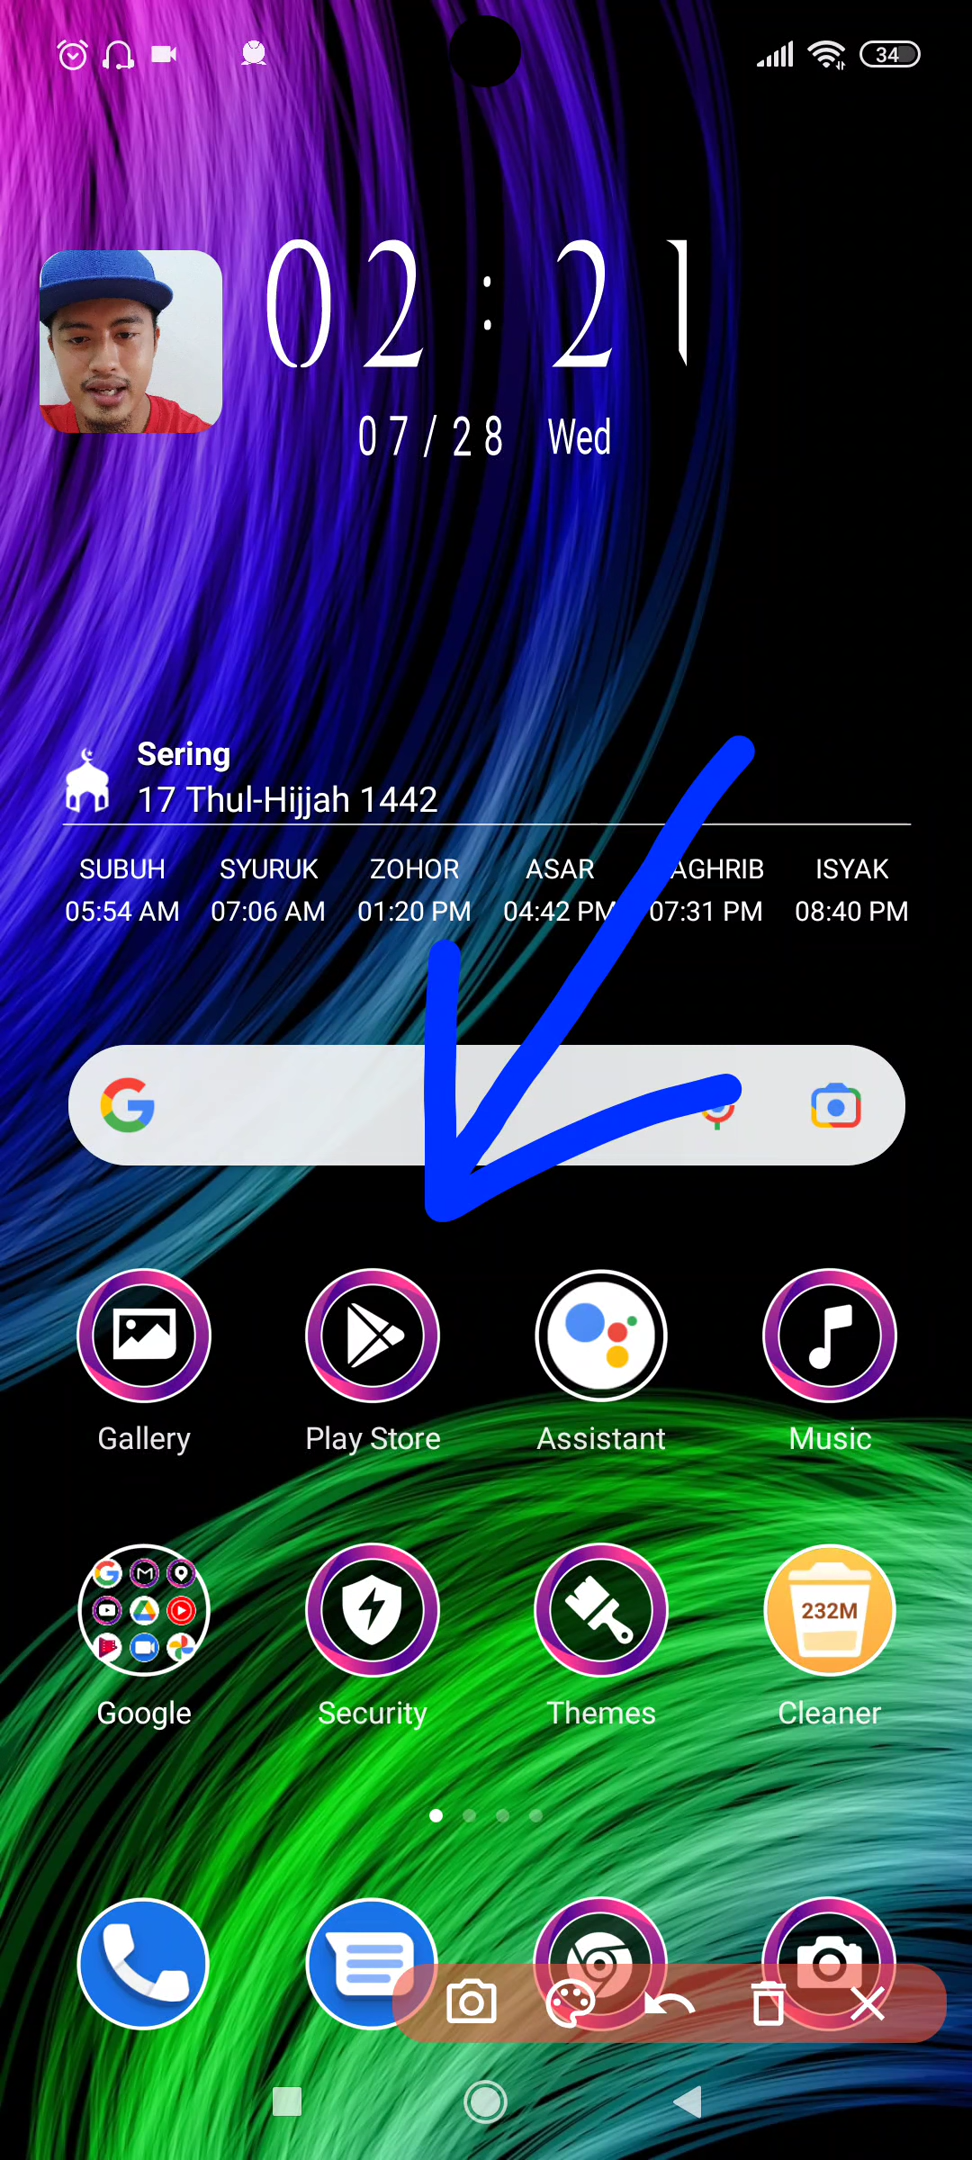 34
02:21
07/28 Wed
Sering
17 Thul-Hijjah 1442
SUBUH SYURUK ZOHOR ASAR AGHRIB ISYAK
05:54 AM 07:06 AM 01:20 PM 04:42 PM 07:31 PM 08:40 PM
Gallery Play Store Assistant Music
232M
Google Security Themes Cleaner